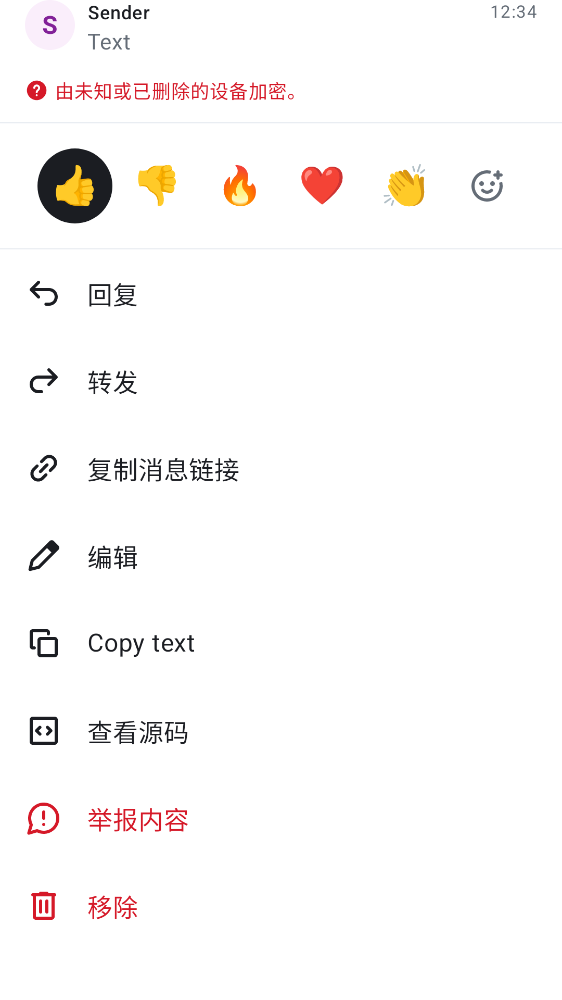 S
Sender
12:34
Text
由未知或已删除的设备加密。
回复
转发
复制消息链接
编辑
Copy text
查看源码
举报内容
移除